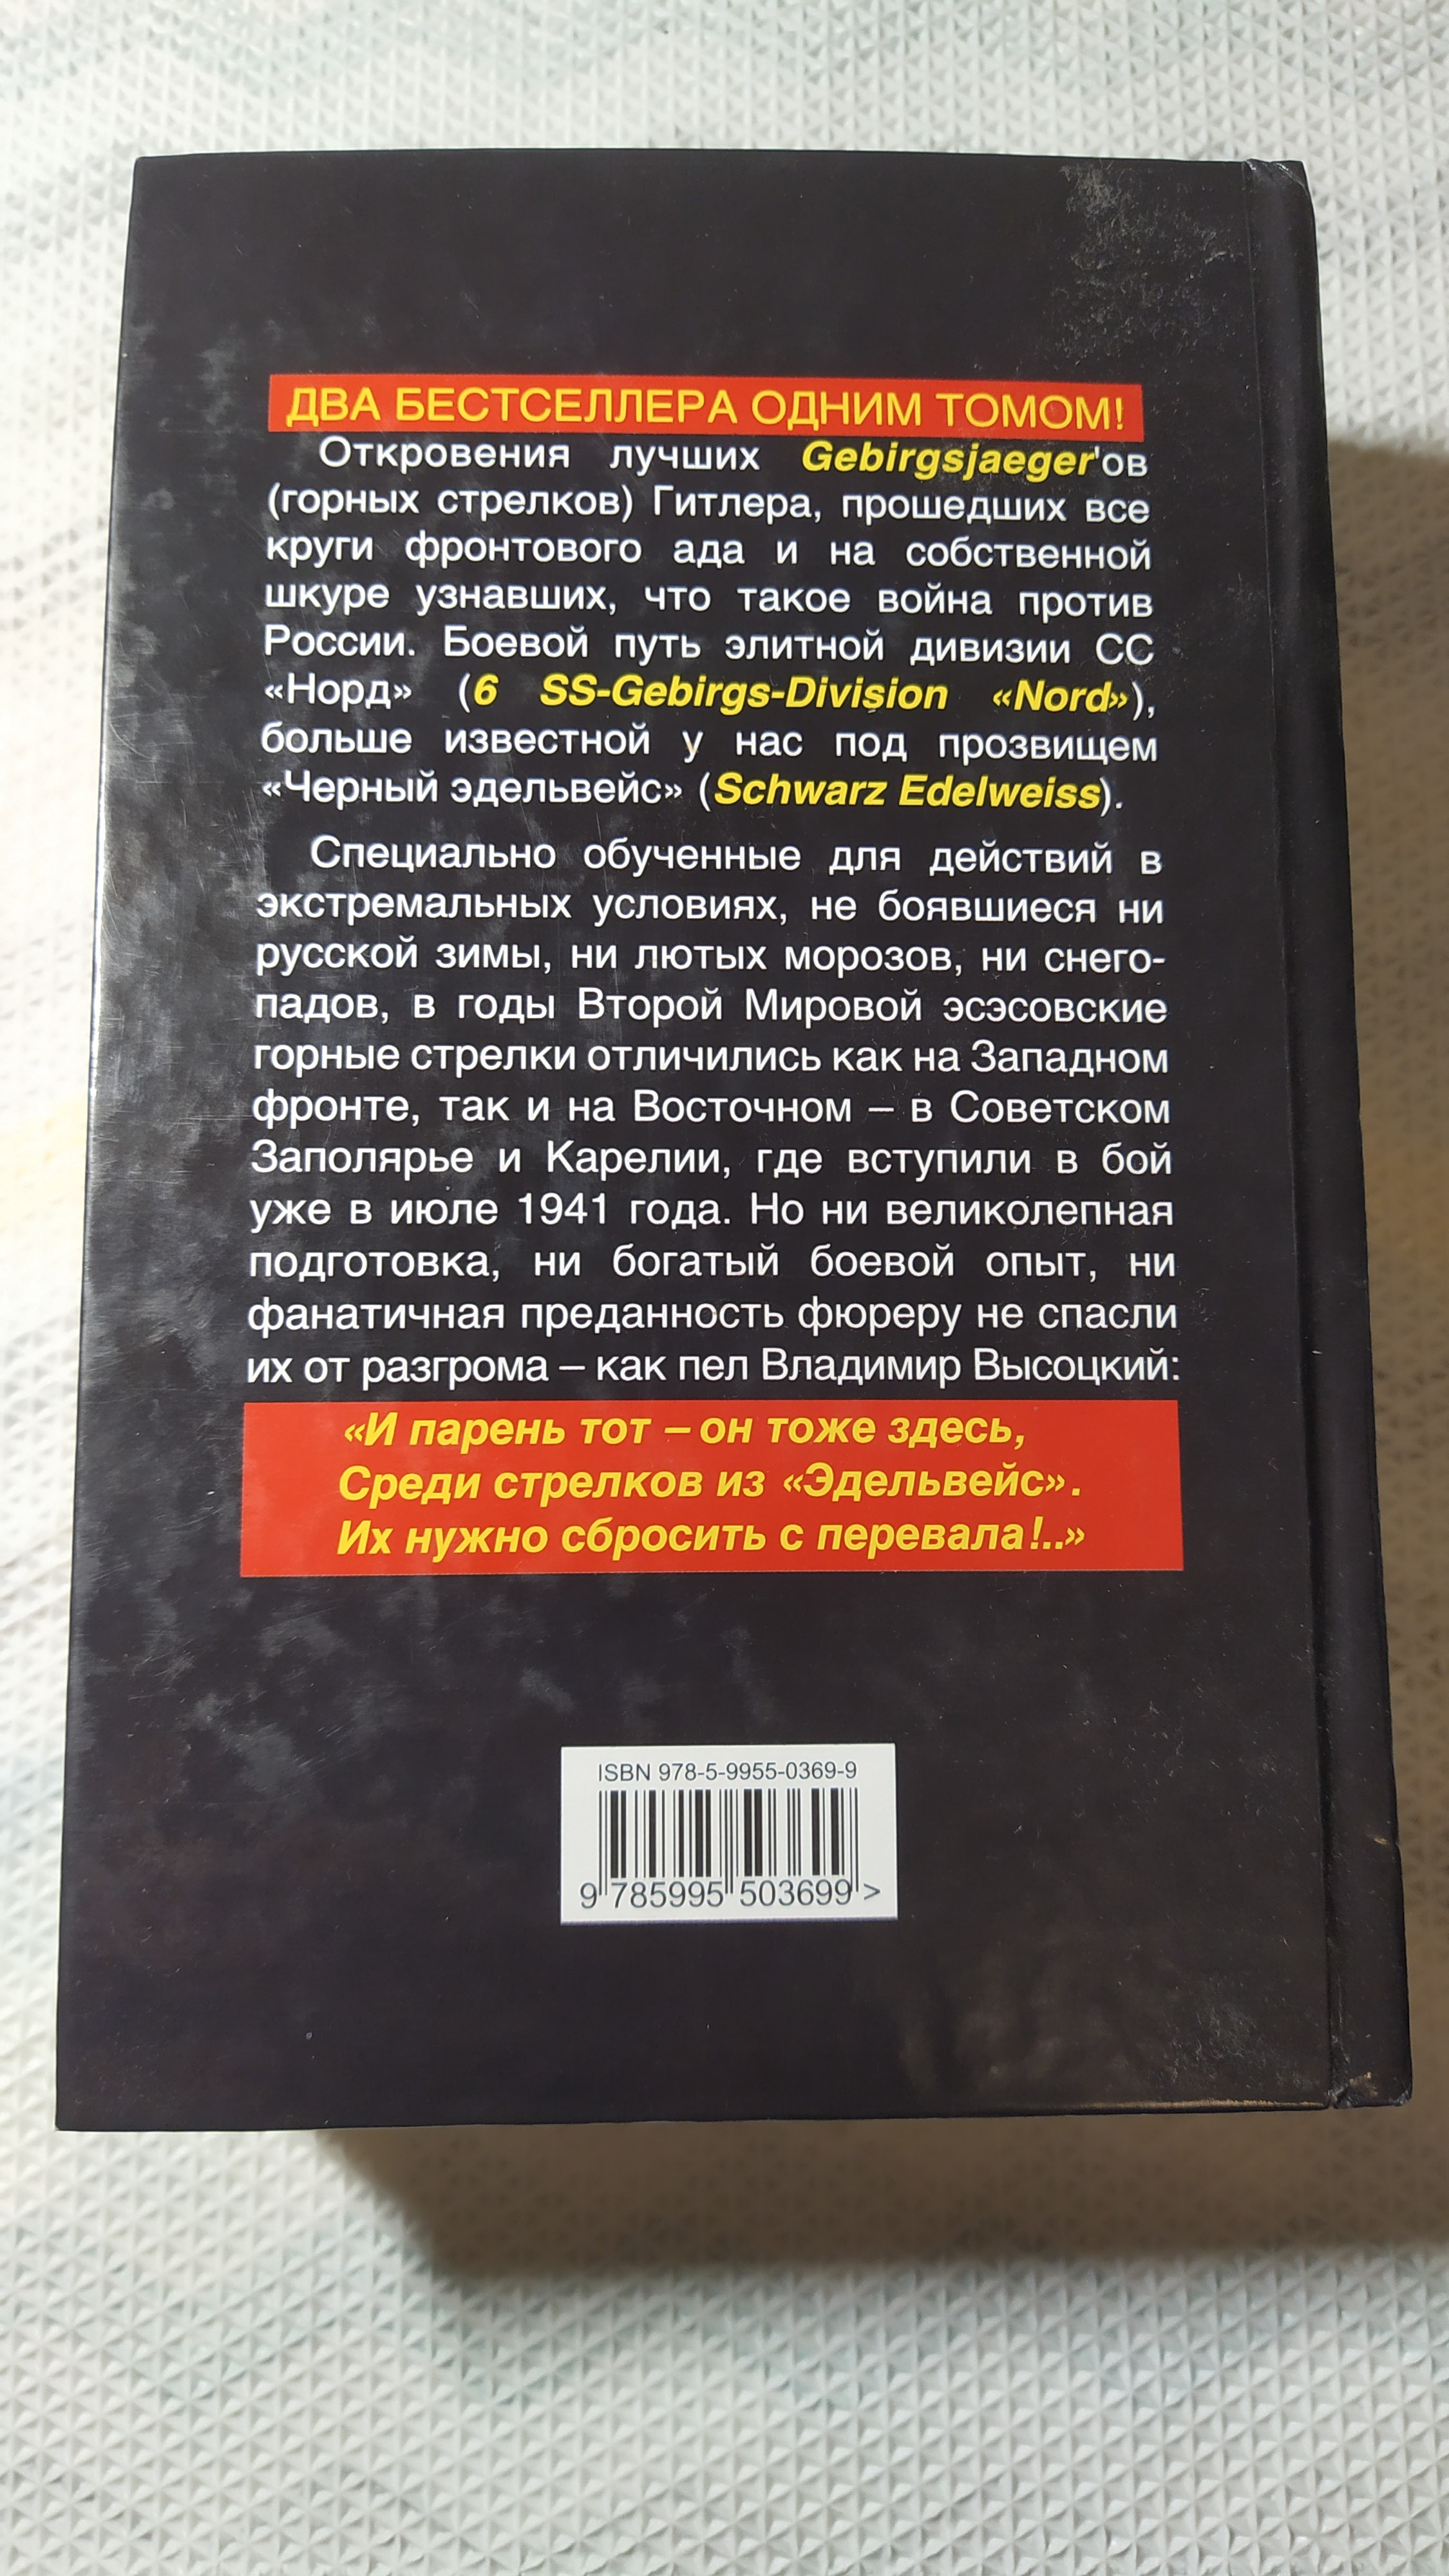 ДВА БЕСТСЕЛЛЕРА ОДНИМ ТОМОМ!
Откровения лучших Gebirgsjaeger'ов
(горных стрелков) Гитлера, прошедших все
круги фронтового ада и на собственной
шкуре узнавших, что такое война против
России. Боевой путь элитной дивизии СС
«Норд» (6 SS-Gebirgs-Division «Nord»),
больше известной у нас под прозвищем
«Черный эдельвейс» (Schwarz Edelweiss).
Специально обученные для действий в
экстремальных условиях, не боявшиеся ни
русской зимы, ни лютых морозов, ни снего-
падов, в годы Второй Мировой эсэсовские
горные стрелки отличились как на Западном
фронте, так и на Восточном – в Советском
Заполярье и Карелии, где вступили в бой
уже в июле 1941 года. Но ни великолепная
подготовка, ни богатый боевой опыт, ни
фанатичная преданность фюреру не спасли
их от разгрома – как пел Владимир Высоцкий:
«И парень тот – он тоже здесь,
Среди стрелков из «Эдельвейс».
Их нужно сбросить с перевала!..»
ISBN 978-5-9955-0369-9
9 785995 503699 >